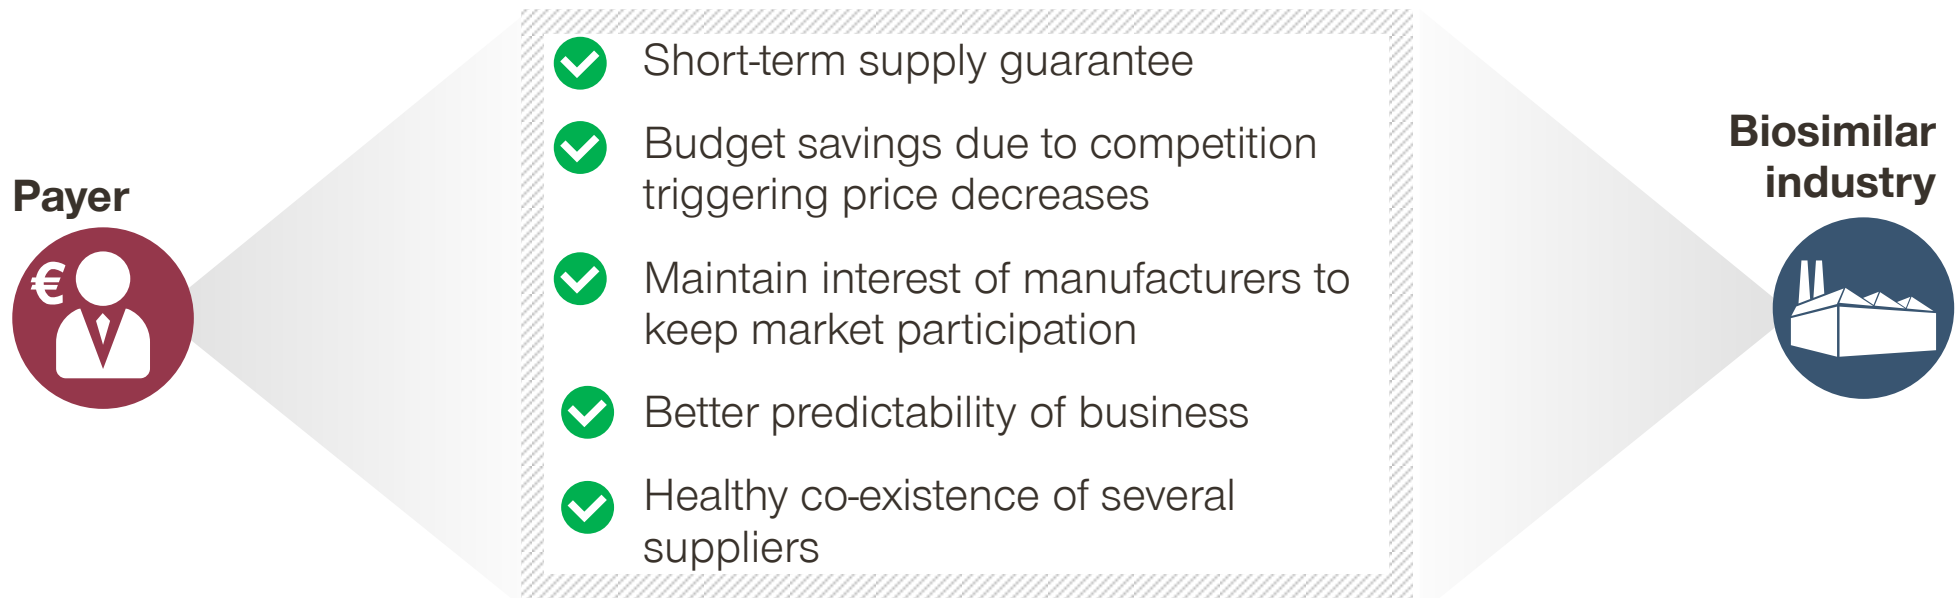 Payer
€
Short-term supply guarantee
Budget savings due to competition
triggering price decreases
Maintain interest of manufacturers to
keep market participation
Better predictability of business
Healthy co-existence of several
suppliers
Biosimilar
industry